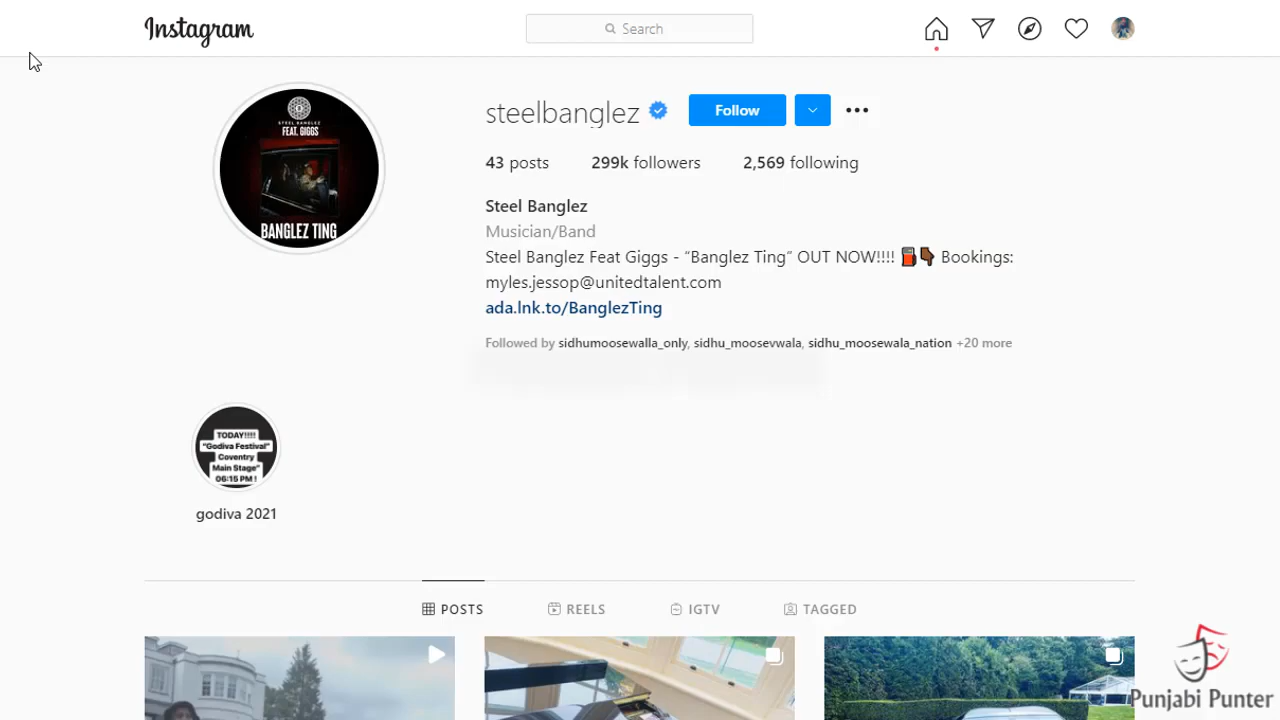 Instagram
Search
steelbanglez
Follow
43 posts 299k followers 2,569 following
STEEL BANGLEZ
FEAT. GIGGS
BANGLEZ TING
Steel Banglez
Musician/Band
Steel Banglez Feat Giggs - “Banglez Ting” OUT NOW!!!! ⛽👇🏿 Bookings:
myles.jessop@unitedtalent.com
ada.lnk.to/BanglezTing
Followed by sidhumoosewalla_only, sidhu_moosevwala, sidhu_moosewala_nation +20 more
TODAY!!!!
"Godiva Festival"
Coventry
Main Stage"
06:15 PM !
godiva 2021
POSTS REELS IGTV TAGGED
Punjabi Punter